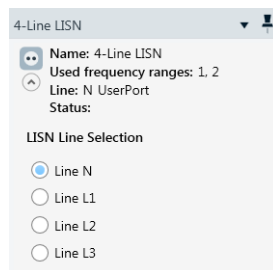 4-Line LISN
Name: 4-Line LISN
Used frequency ranges: 1, 2
Line: N UserPort
Status:
LISN Line Selection
Line N
Line L1
Line L2
Line L3